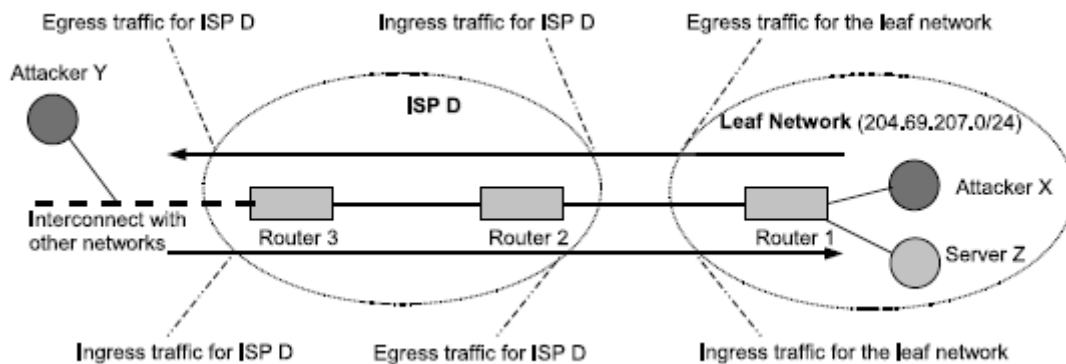 Egress traffic for ISP D
Ingress traffic for ISP D
Egress traffic for the leaf network
Attacker Y
ISP D
Leaf Network (204.69.207.0/24)
Attacker X
Interconnect with
other networks
Router 3
Router 2
Router 1
Server Z
Ingress traffic for ISP D
Egress traffic for ISP D
Ingress traffic for the leaf network